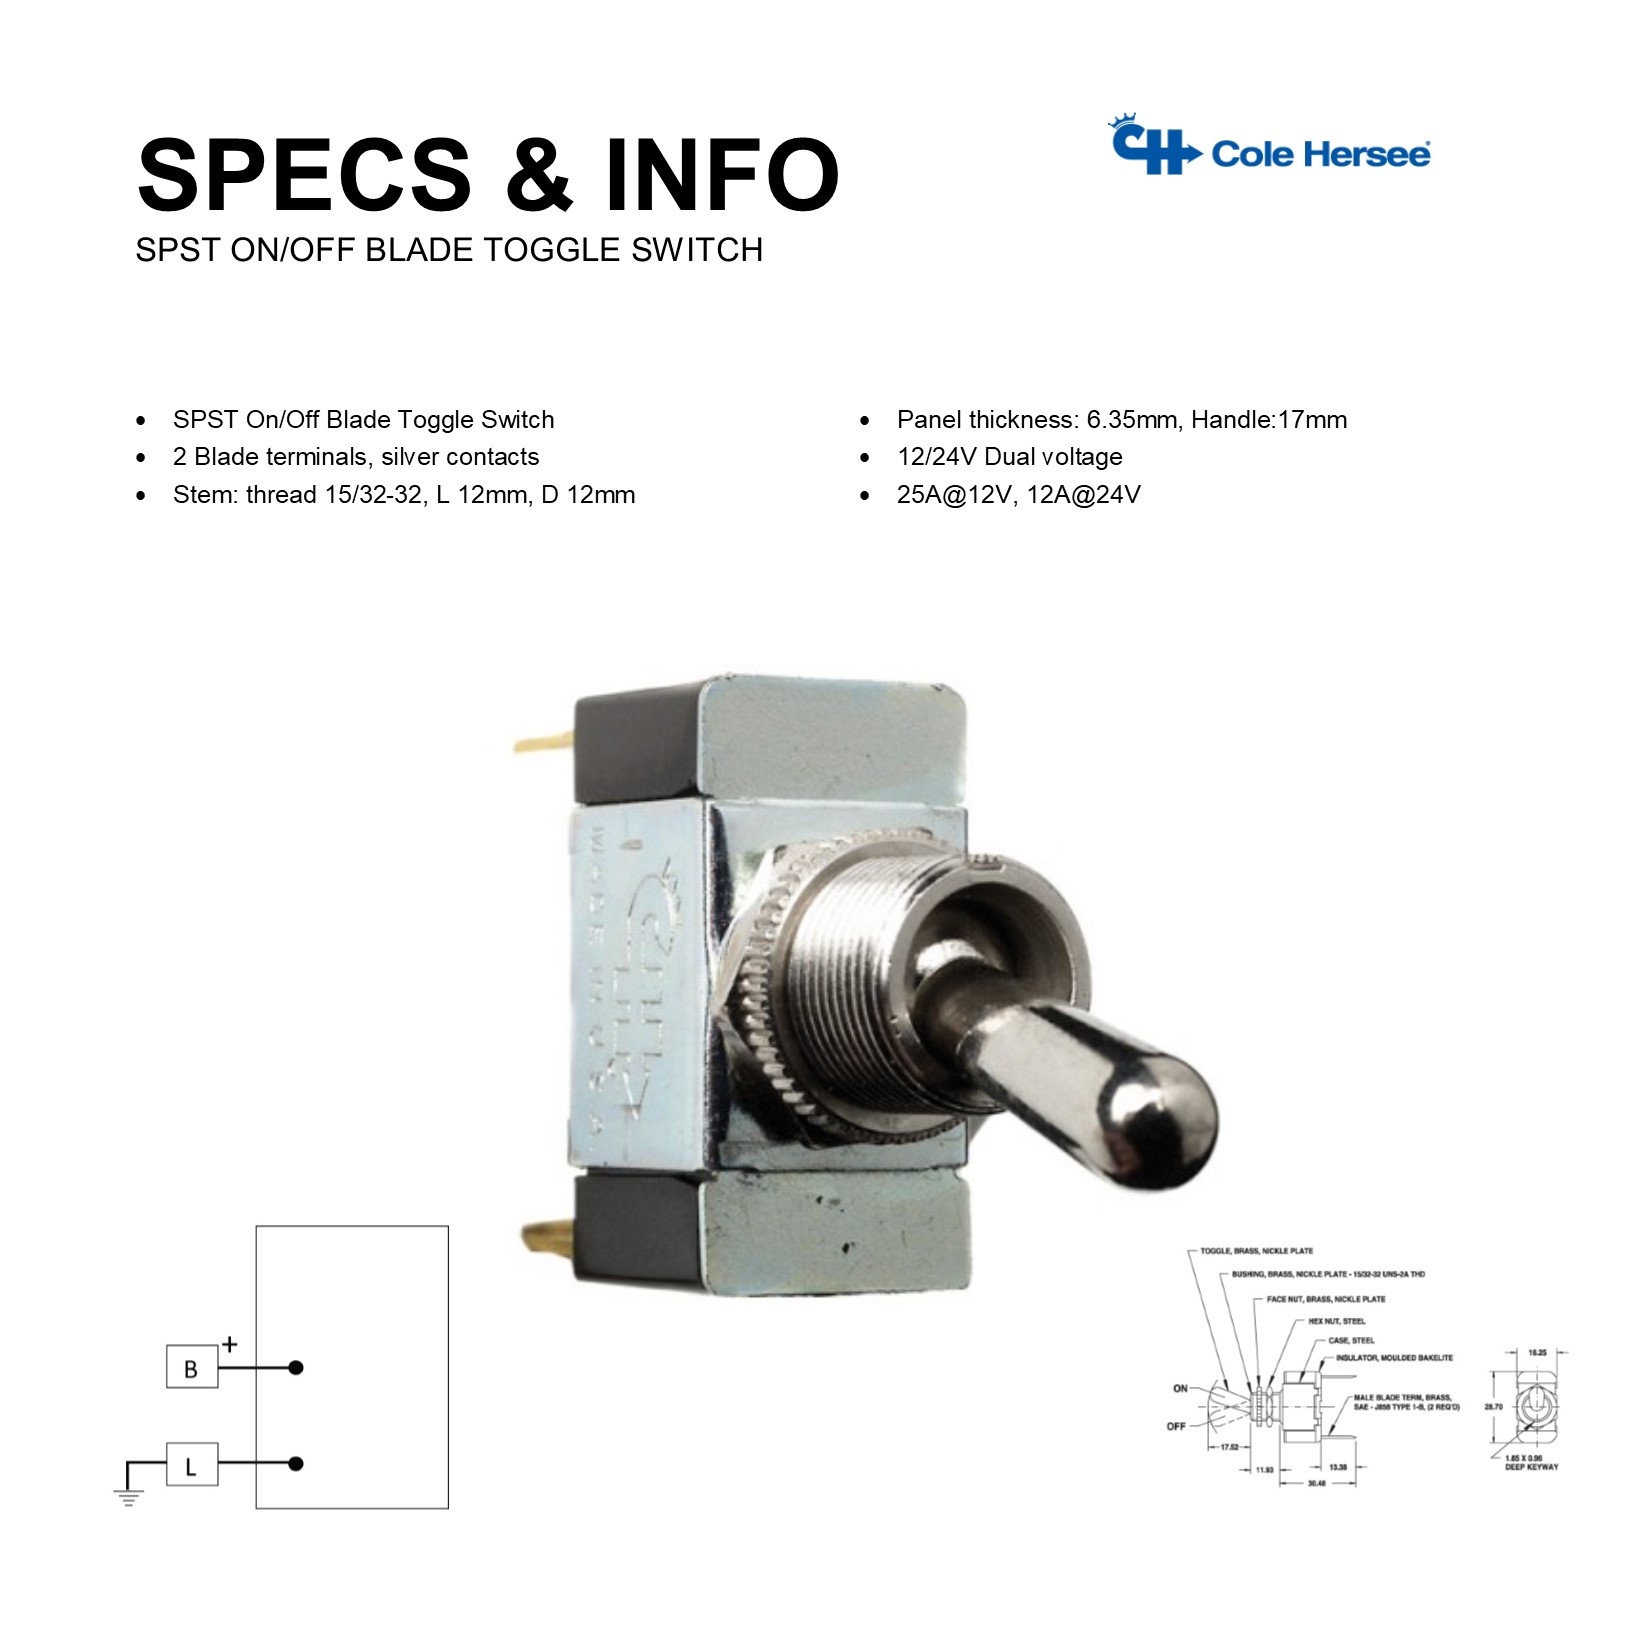 SPECS & INFO
Cole Hersee®
SPST ON/OFF BLADE TOGGLE SWITCH
• SPST On/Off Blade Toggle Switch
• 2 Blade terminals, silver contacts
• Stem: thread 15/32-32, L 12mm, D 12mm
• Panel thickness: 6.35mm, Handle:17mm
• 12/24V Dual voltage
• 25A@12V, 12A@24V
MADE IN U.S.A.
B
+
L
TOGGLE, BRASS, NICKLE PLATE
BUSHING, BRASS, NICKLE PLATE - 15/32-32 UNS-2A THD
FACE NUT, BRASS, NICKLE PLATE
HEX NUT, STEEL
CASE, STEEL
INSULATOR, MOULDED BAKELITE
MALE BLADE TERM, BRASS,
SAE - J858 TYPE 1-B, (2 REQ'D)
ON
OFF
17.52
11.93
13.38
30.48
16.25
28.70
1.85 X 0.96
DEEP KEYWAY